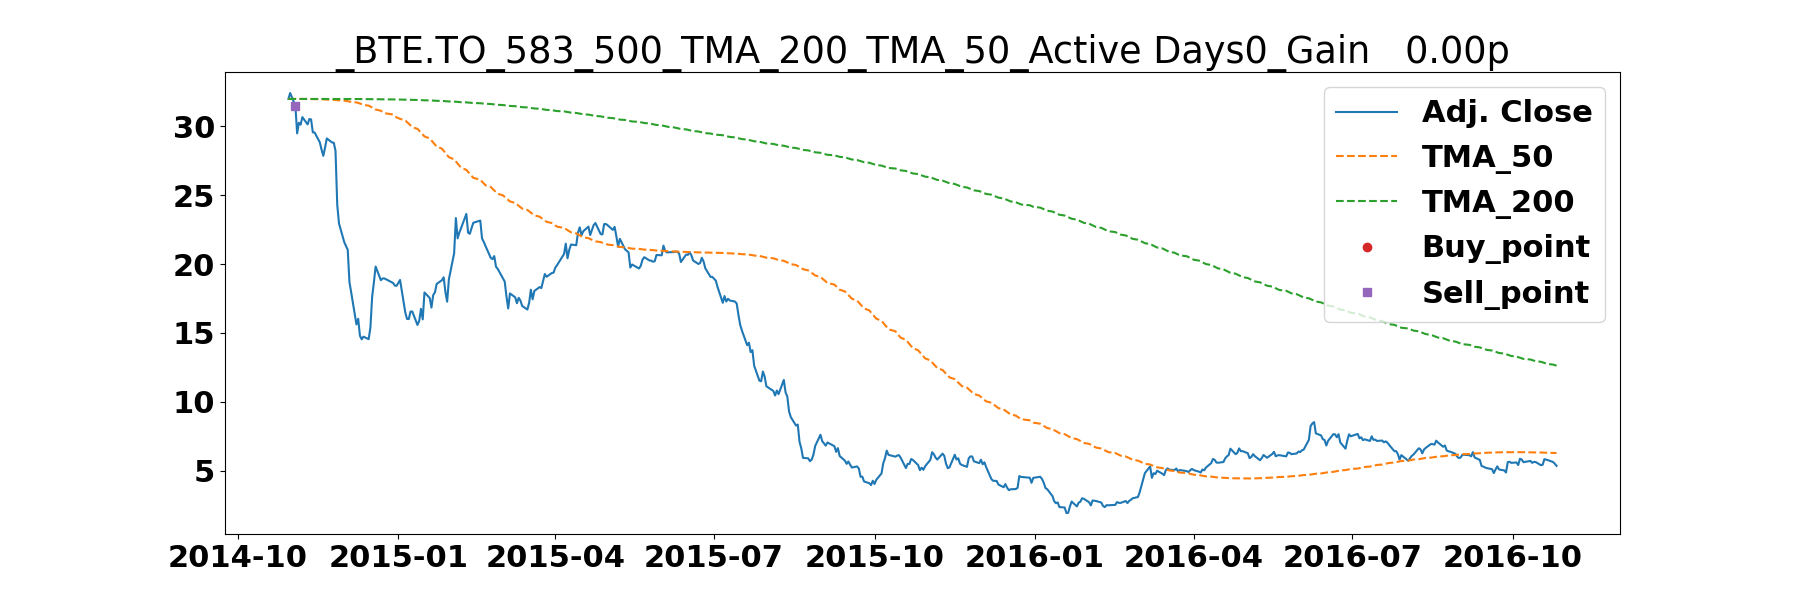 _BTE.TO_583_500_TMA_200_TMA_50_Active Days0_Gain   0.00p
Adj. Close
TMA_50
TMA_200
Buy_point
Sell_point
30
25
20
15
10
5
2014-10 2015-01 2015-04 2015-07 2015-10 2016-01 2016-04 2016-07 2016-10